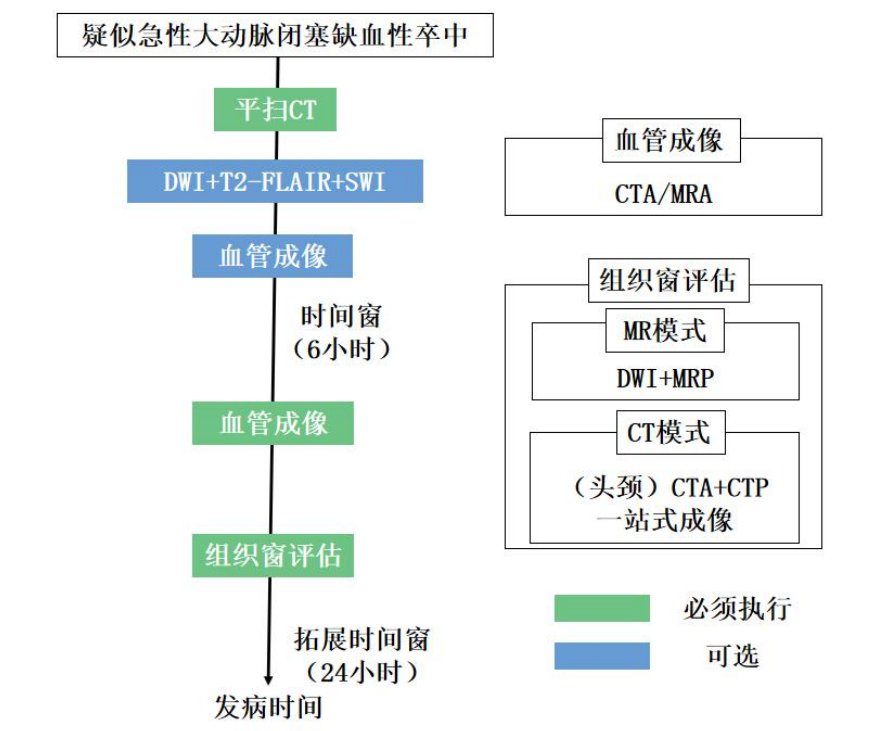 疑似急性大动脉闭塞缺血性卒中
平扫CT
DWI+T2-FLAIR+SWI
血管成像
时间窗
（6小时）
血管成像
组织窗评估
拓展时间窗
（24小时）
发病时间
血管成像
CTA/MRA
组织窗评估
MR模式
DWI+MRP
CT模式
（头颈）CTA+CTP
一站式成像
必须执行
可选